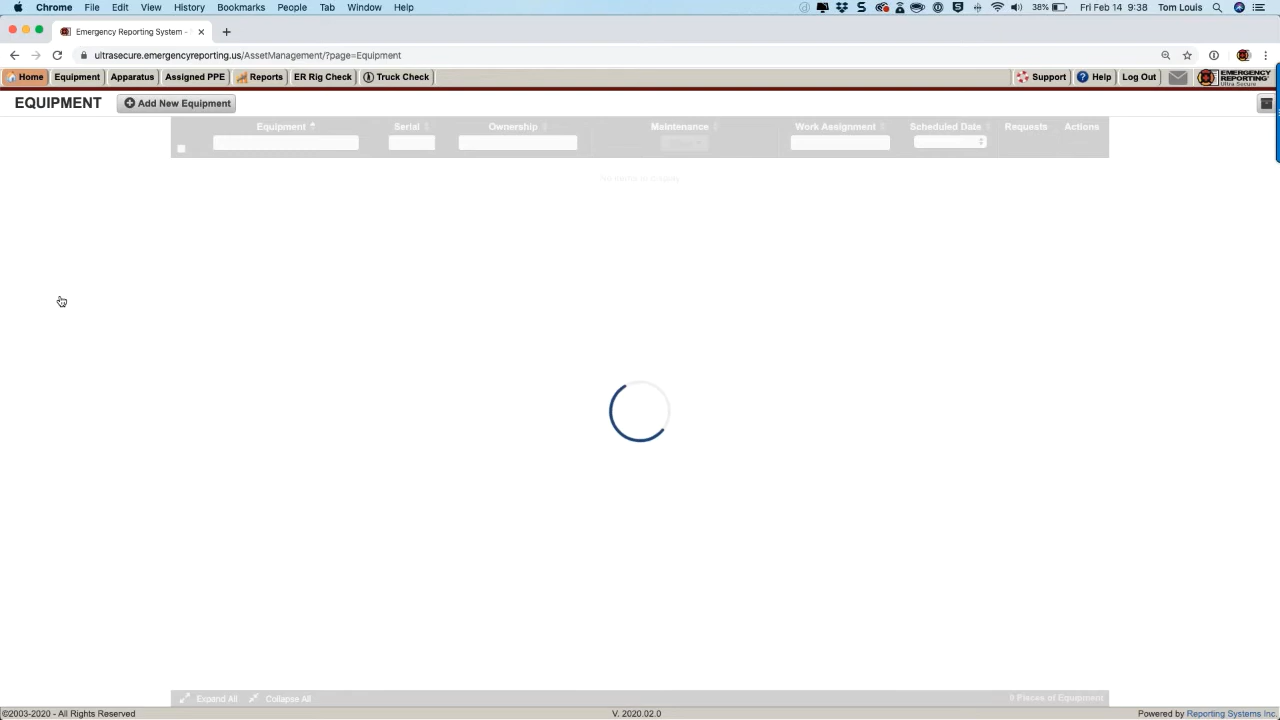 Chrome File Edit View History Bookmarks People Tab Window Help 38% Fri Feb 14 9:38 Tom Louis
Emergency Reporting System -
ultrasecure.emergencyreporting.us/AssetManagement/?page=Equipment
Home Equipment Apparatus Assigned PPE Reports ER Rig Check Truck Check Support Help Log Out EMERGENCY REPORTING Ultra Secure
EQUIPMENT Add New Equipment
Equipment Serial Ownership Maintenance Work Assignment Scheduled Date Requests Actions
Expand All Collapse All 0 Pieces of Equipment
©2003-2020 - All Rights Reserved V. 2020.02.0 Powered by Reporting Systems Inc.